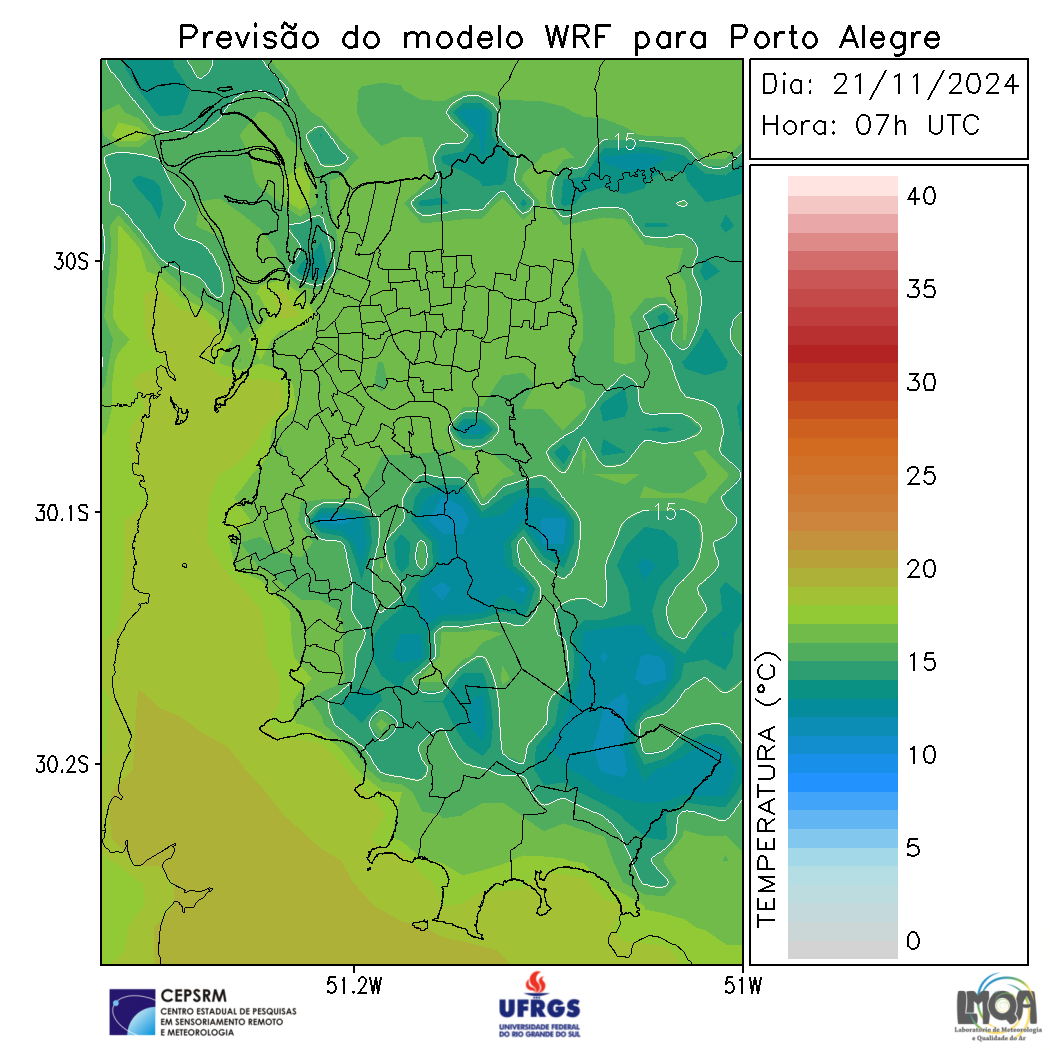 Previsão do modelo WRF para Porto Alegre
Dia: 21/11/2024
Hora: 07h UTC
15
15
30S
30.1S
30.2S
51.2W
51W
40
35
30
25
20
15
10
5
0
TEMPERATURA (°C)
CEPSRM
CENTRO ESTADUAL DE PESQUISAS
EM SENSORIAMENTO REMOTO
E METEOROLOGIA
UFRGS
UNIVERSIDADE FEDERAL
DO RIO GRANDE DO SUL
LMQA
Laboratório de Meteorologia
e Qualidade do Ar